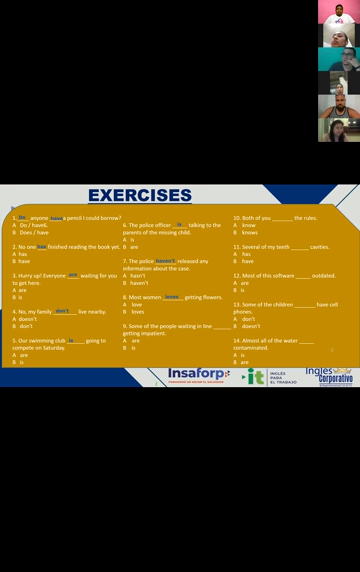 EXERCISES
1. Do anyone have a pencil I could borrow?
A Do / have6.
B Does / have
2. No one has finished reading the book yet.
A has
B have
3. Hurry up! Everyone are waiting for you
to get here.
A are
B is
4. No, my family don't live nearby.
A doesn't
B don't
5. Our swimming club is going to
compete on Saturday.
A are
B is
6. The police officer is talking to the
parents of the missing child.
A is
B are
7. The police haven't released any
information about the case.
A hasn't
B haven't
8. Most women loves getting flowers.
A love
B loves
9. Some of the people waiting in line ______
getting impatient.
A are
B is
10. Both of you _______ the rules.
A know
B knows
11. Several of my teeth ______ cavities.
A has
B have
12. Most of this software _____ outdated.
A are
B is
13. Some of the children _______ have cell
phones.
A don't
B doesn't
14. Almost all of the water _____
contaminated.
A is
B are
Insaforp
it
INGLÉS
PARA
EL TRABAJO
Inglés
Corporativo